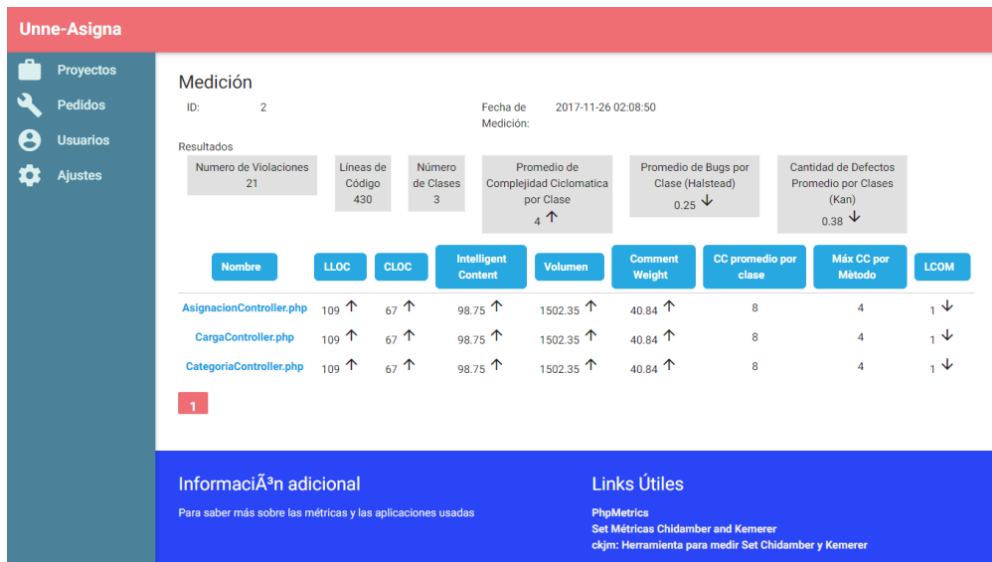 Unne-Asigna
Proyectos
Pedidos
Usuarios
Ajustes
Medición
ID: 2
Fecha de
Medición:
2017-11-26 02:08:50
Resultados
Numero de Violaciones
21
Líneas de
Código
430
Número
de Clases
3
Promedio de
Complejidad Ciclomatica
por Clase
4 ↑
Promedio de Bugs por
Clase (Halstead)
0.25 ↓
Cantidad de Defectos
Promedio por Clases
(Kan)
0.38 ↓
Nombre
LLOC
CLOC
Intelligent
Content
Volumen
Comment
Weight
CC promedio por
clase
Máx CC por
Mètodo
LCOM
AsignacionController.php 109 ↑ 67 ↑ 98.75 ↑ 1502.35 ↑ 40.84 ↑ 8 4 1 ↓
CargaController.php 109 ↑ 67 ↑ 98.75 ↑ 1502.35 ↑ 40.84 ↑ 8 4 1 ↓
CategoriaController.php 109 ↑ 67 ↑ 98.75 ↑ 1502.35 ↑ 40.84 ↑ 8 4 1 ↓
1
InformaciÃ³n adicional
Para saber más sobre las métricas y las aplicaciones usadas
Links Útiles
PhpMetrics
Set Métricas Chidamber and Kemerer
ckjm: Herramienta para medir Set Chidamber y Kemerer